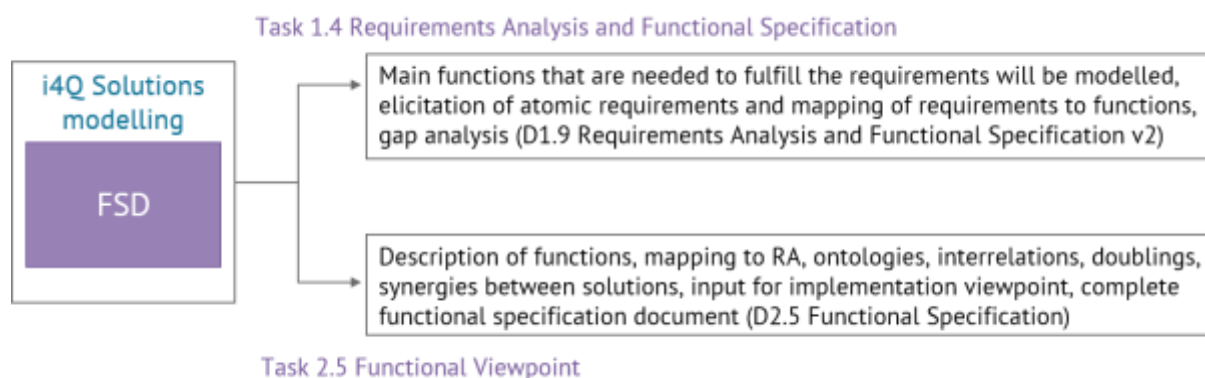 Task 1.4 Requirements Analysis and Functional Specification
i4Q Solutions
modelling
FSD
Main functions that are needed to fulfill the requirements will be modelled,
elicitation of atomic requirements and mapping of requirements to functions,
gap analysis (D1.9 Requirements Analysis and Functional Specification v2)
Description of functions, mapping to RA, ontologies, interrelations, doublings,
synergies between solutions, input for implementation viewpoint, complete
functional specification document (D2.5 Functional Specification)
Task 2.5 Functional Viewpoint